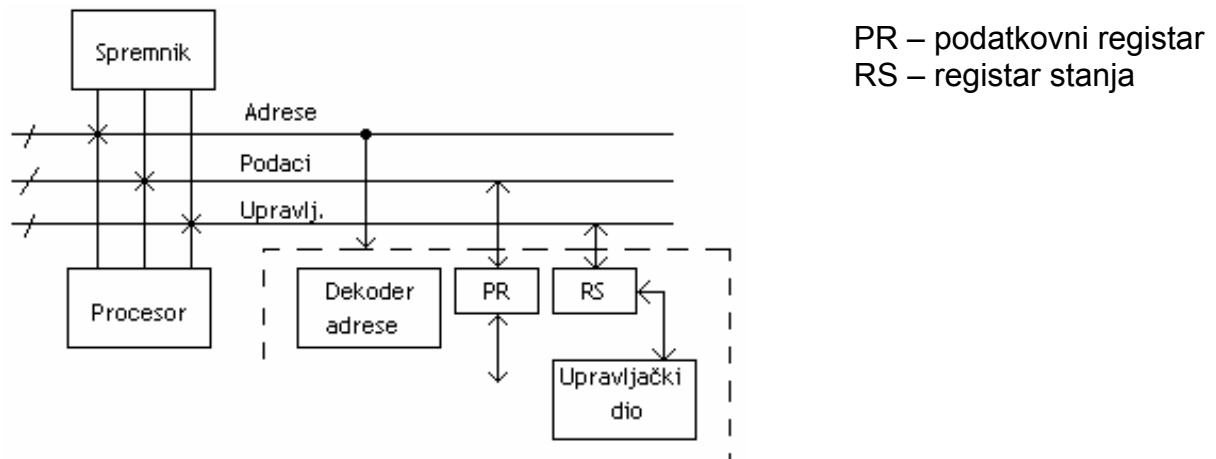 Spremnik
PR – podatkovni registar
RS – registar stanja
Adrese
Podaci
Upravlj.
Procesor
Dekoder
adrese
PR
RS
Upravljački
dio